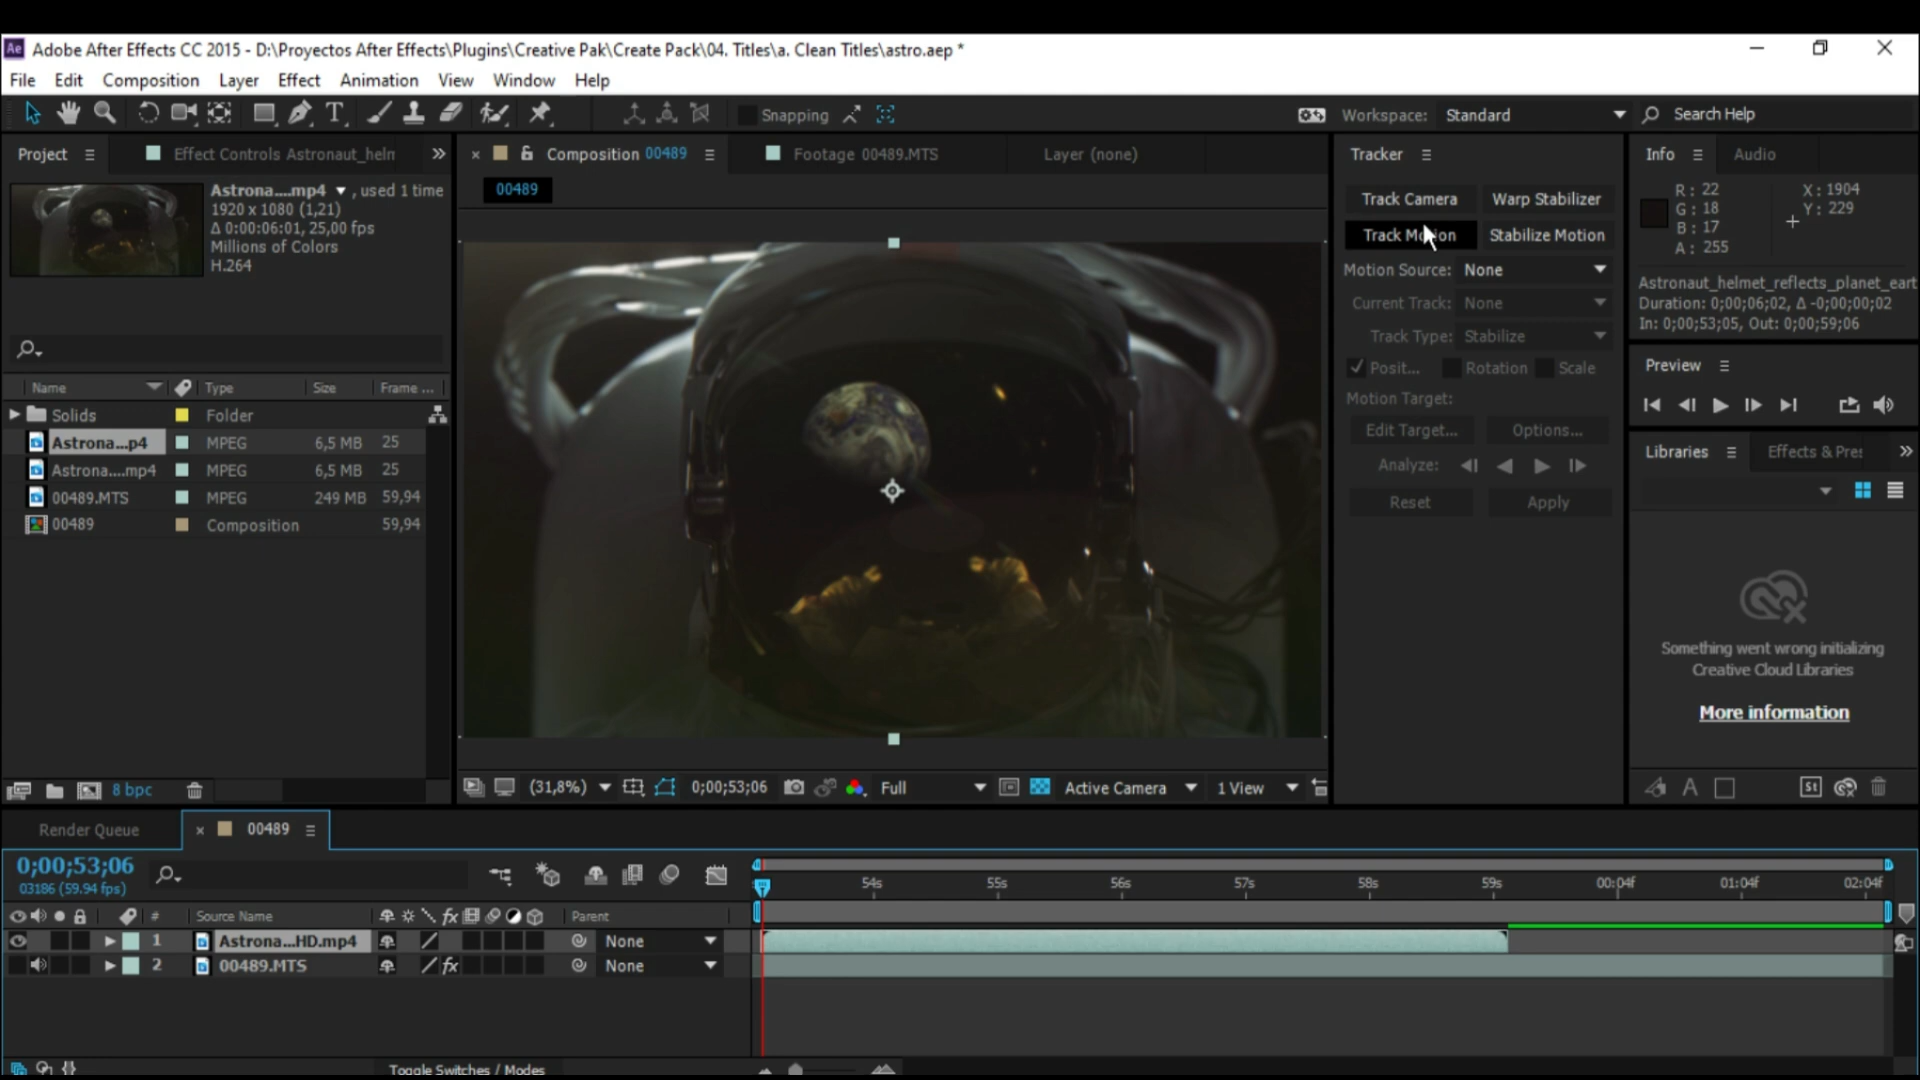 Adobe After Effects CC 2015 - D:\Proyectos After Effects\Plugins\Creative Pak\Create Pack\04. Titles\a. Clean Titles\astro.aep *
File Edit Composition Layer Effect Animation View Window Help
Snapping
Workspace: Standard
Search Help
Project
Effect Controls Astronaut_heln
Composition 00489
Footage 00489.MTS
Layer (none)
Tracker
Info
Audio
Astrona....mp4 ▼ , used 1 time
1920 x 1080 (1,21)
Δ 0:00:06:01, 25,00 fps
Millions of Colors
H.264
00489
Track Camera
Warp Stabilizer
Track Motion
Stabilize Motion
Motion Source: None
Current Track: None
Track Type: Stabilize
Posit... Rotation Scale
Motion Target:
Edit Target...
Options...
Analyze:
Reset
Apply
R: 22
G: 18
B: 17
A: 255
X: 1904
Y: 229
Astronaut_helmet_reflects_planet_eart
Duration: 0;00;06;02, Δ -0;00;00;02
In: 0;00;53;05, Out: 0;00;59;06
Preview
Libraries
Effects & Pre
Something went wrong initializing
Creative Cloud Libraries
More information
Name Type Size Frame ...
Solids Folder
Astrona...p4 MPEG 6,5 MB 25
Astrona....mp4 MPEG 6,5 MB 25
00489.MTS MPEG 249 MB 59,94
00489 Composition 59,94
8 bpc
(31,8%)
0;00;53;06
Full
Active Camera
1 View
St
Render Queue
00489
0;00;53;06
03186 (59.94 fps)
54s 55s 56s 57s 58s 59s 00:04f 01:04f 02:04f
# Source Name fx Parent
1 Astrona...HD.mp4 None
2 00489.MTS fx None
Toggle Switches / Modes